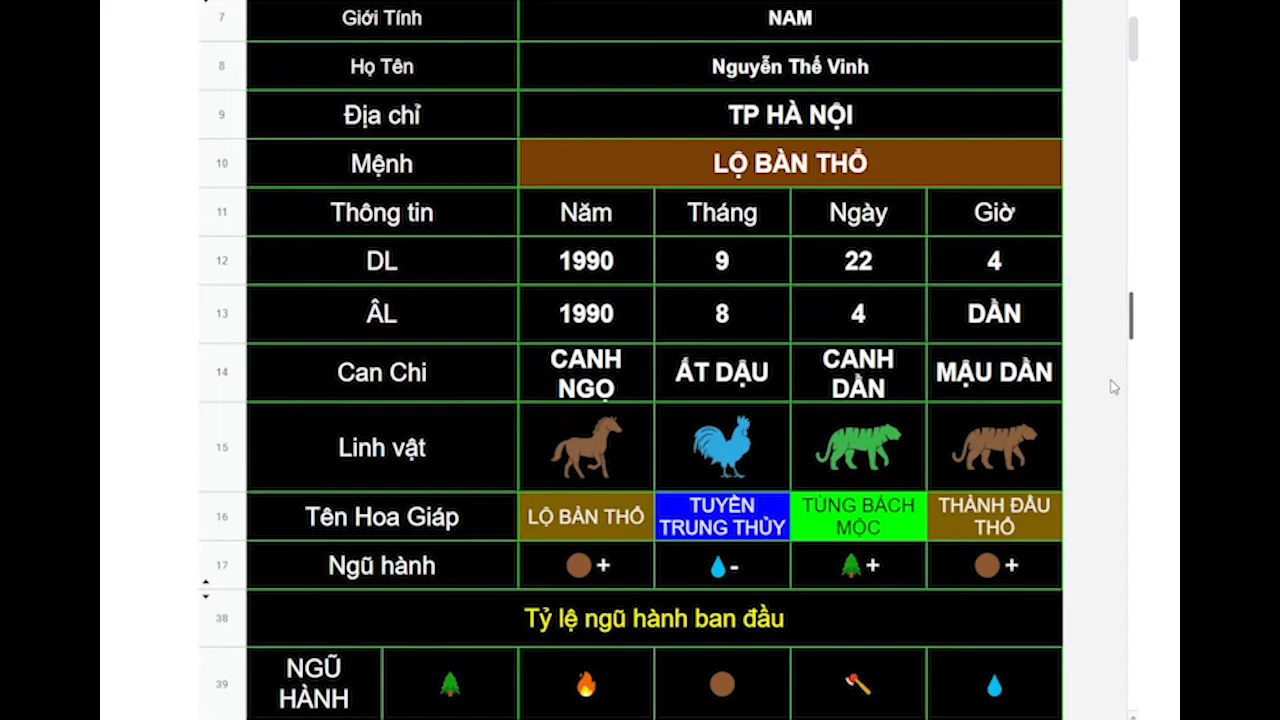 7 Giới Tính NAM
8 Họ Tên Nguyễn Thế Vinh
9 Địa chỉ TP HÀ NỘI
10 Mệnh LỘ BÀN THỔ
11 Thông tin Năm Tháng Ngày Giờ
12 DL 1990 9 22 4
13 ÂL 1990 8 4 DẦN
14 Can Chi CANH NGỌ ẤT DẬU CANH DẦN MẬU DẦN
15 Linh vật
16 Tên Hoa Giáp LỘ BÀN THỔ TUYỀN TRUNG THỦY TÙNG BÁCH MỘC THÀNH ĐẦU THỔ
17 Ngũ hành + - + +
38 Tỷ lệ ngũ hành ban đầu
39 NGŨ HÀNH